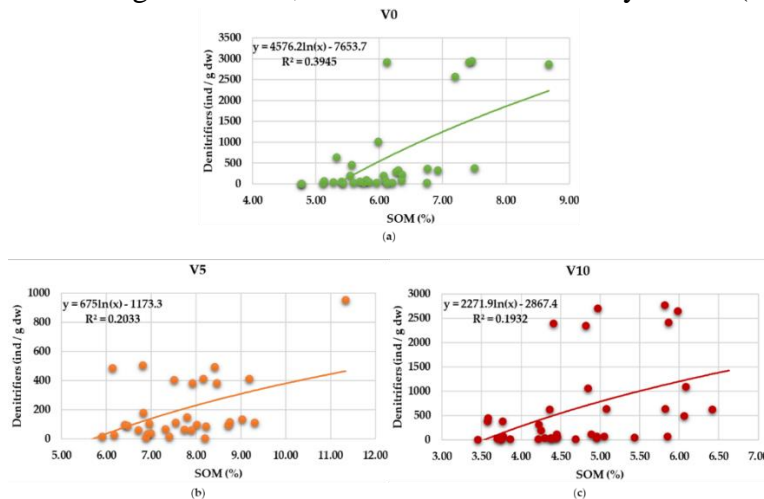 V0
y = 4576.2ln(x) - 7653.7
R² = 0.3945
Denitrifiers (ind / g dw)
3500
3000
2500
2000
1500
1000
500
0
4.00 5.00 6.00 7.00 8.00 9.00
SOM (%)
(a)
V5
y = 675ln(x) - 1173.3
R² = 0.2033
Denitrifiers (ind / g dw)
1000
800
600
400
200
0
5.00 6.00 7.00 8.00 9.00 10.00 11.00 12.00
SOM (%)
(b)
V10
y = 2271.9ln(x) - 2867.4
R² = 0.1932
Denitrifiers (ind / g dw)
3000
2500
2000
1500
1000
500
0
3.00 3.50 4.00 4.50 5.00 5.50 6.00 6.50 7.00
SOM (%)
(c)